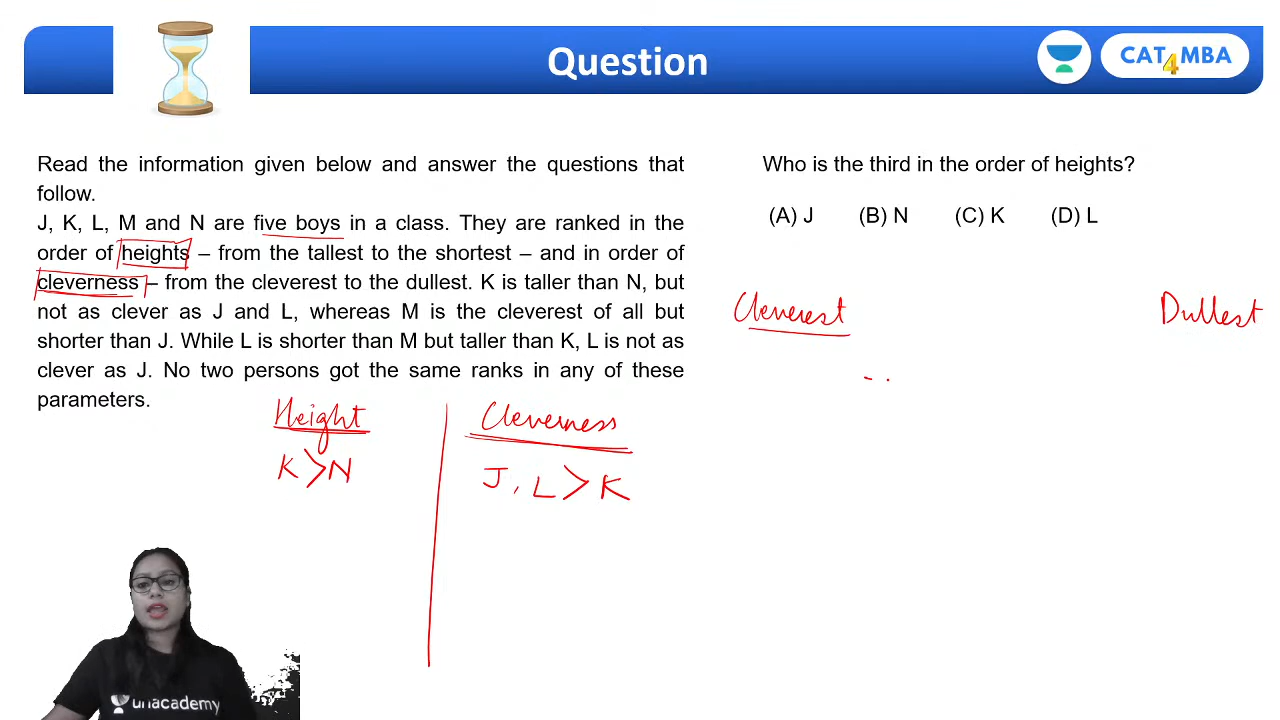 Question
CAT4MBA
Read the information given below and answer the questions that
follow.
J, K, L, M and N are five boys in a class. They are ranked in the
order of heights – from the tallest to the shortest – and in order of
cleverness – from the cleverest to the dullest. K is taller than N, but
not as clever as J and L, whereas M is the cleverest of all but
shorter than J. While L is shorter than M but taller than K, L is not as
clever as J. No two persons got the same ranks in any of these
parameters.
Height
K>N
Cleverness
J, L > K
Who is the third in the order of heights?
(A) J (B) N (C) K (D) L
Cleverest Dullest
unacademy